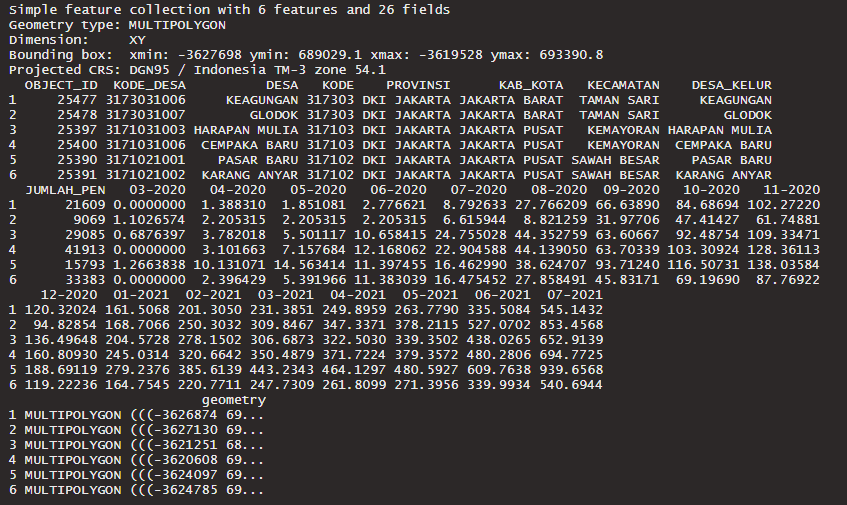 Simple feature collection with 6 features and 26 fields
Geometry type: MULTIPOLYGON
Dimension:     XY
Bounding box:  xmin: -3627698 ymin: 689029.1 xmax: -3619528 ymax: 693390.8
Projected CRS: DGN95 / Indonesia TM-3 zone 54.1
  OBJECT_ID  KODE_DESA          DESA   KODE    PROVINSI      KAB_KOTA   KECAMATAN    DESA_KELUR
1     25477 3173031006     KEAGUNGAN 317303 DKI JAKARTA JAKARTA BARAT  TAMAN SARI     KEAGUNGAN
2     25478 3173031007        GLODOK 317303 DKI JAKARTA JAKARTA BARAT  TAMAN SARI        GLODOK
3     25397 3171031003 HARAPAN MULIA 317103 DKI JAKARTA JAKARTA PUSAT   KEMAYORAN HARAPAN MULIA
4     25400 3171031006  CEMPAKA BARU 317103 DKI JAKARTA JAKARTA PUSAT   KEMAYORAN  CEMPAKA BARU
5     25390 3171021001    PASAR BARU 317102 DKI JAKARTA JAKARTA PUSAT SAWAH BESAR    PASAR BARU
6     25391 3171021002  KARANG ANYAR 317102 DKI JAKARTA JAKARTA PUSAT SAWAH BESAR  KARANG ANYAR
  JUMLAH_PEN   03-2020   04-2020   05-2020   06-2020   07-2020   08-2020  09-2020   10-2020   11-2020
1      21609 0.0000000  1.388310  1.851081  2.776621  8.792633 27.766209 66.63890  84.68694 102.27220
2       9069 1.1026574  2.205315  2.205315  2.205315  6.615944  8.821259 31.97706  47.41427  61.74881
3      29085 0.6876397  3.782018  5.501117 10.658415 24.755028 44.352759 63.60667  92.48754 109.33471
4      41913 0.0000000  3.101663  7.157684 12.168062 22.904588 44.139050 63.70339 103.30924 128.36113
5      15793 1.2663838 10.131071 14.563414 11.397455 16.462990 38.624707 93.71240 116.50731 138.03584
6      33383 0.0000000  2.396429  5.391966 11.383039 16.475452 27.858491 45.83171  69.19690  87.76922
    12-2020  01-2021  02-2021  03-2021  04-2021  05-2021  06-2021  07-2021
1 120.32024 161.5068 201.3050 231.3851 249.8959 263.7790 335.5084 545.1432
2  94.82854 168.7066 250.3032 309.8467 347.3371 378.2115 527.0702 853.4568
3 136.49648 204.5728 278.1502 306.6873 322.5030 339.3502 438.0265 652.9139
4 160.80930 245.0314 320.6642 350.4879 371.7224 379.3572 480.2806 694.7725
5 188.69119 279.2376 385.6139 443.2343 464.1297 480.5927 609.7638 939.6568
6 119.22236 164.7545 220.7711 247.7309 261.8099 271.3956 339.9934 540.6944
                        geometry
1 MULTIPOLYGON (((-3626874 69...
2 MULTIPOLYGON (((-3627130 69...
3 MULTIPOLYGON (((-3621251 68...
4 MULTIPOLYGON (((-3620608 69...
5 MULTIPOLYGON (((-3624097 69...
6 MULTIPOLYGON (((-3624785 69...